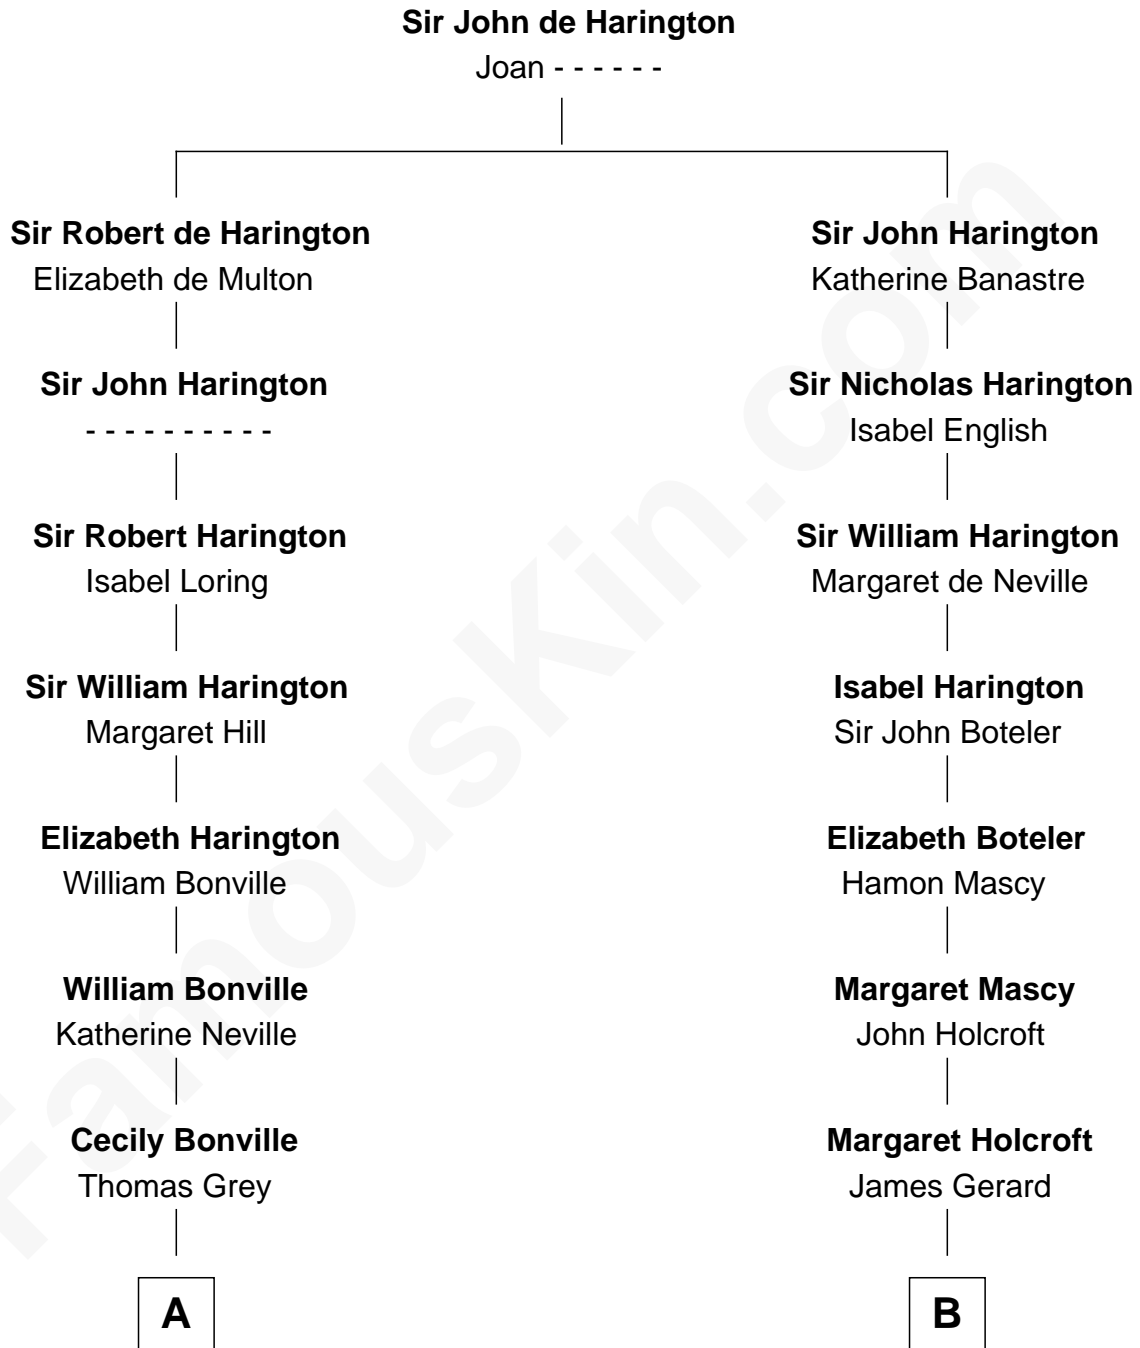 Sir John de Harington
Joan - - - - - -
Sir Robert de Harington
Elizabeth de Multon
Sir John Harington
- - - - - - - - - -
Sir Robert Harington
Isabel Loring
Sir William Harington
Margaret Hill
Elizabeth Harington
William Bonville
William Bonville
Katherine Neville
Cecily Bonville
Thomas Grey
A
Sir John Harington
Katherine Banastre
Sir Nicholas Harington
Isabel English
Sir William Harington
Margaret de Neville
Isabel Harington
Sir John Boteler
Elizabeth Boteler
Hamon Mascy
Margaret Mascy
John Holcroft
Margaret Holcroft
James Gerard
B
FamousKin.com